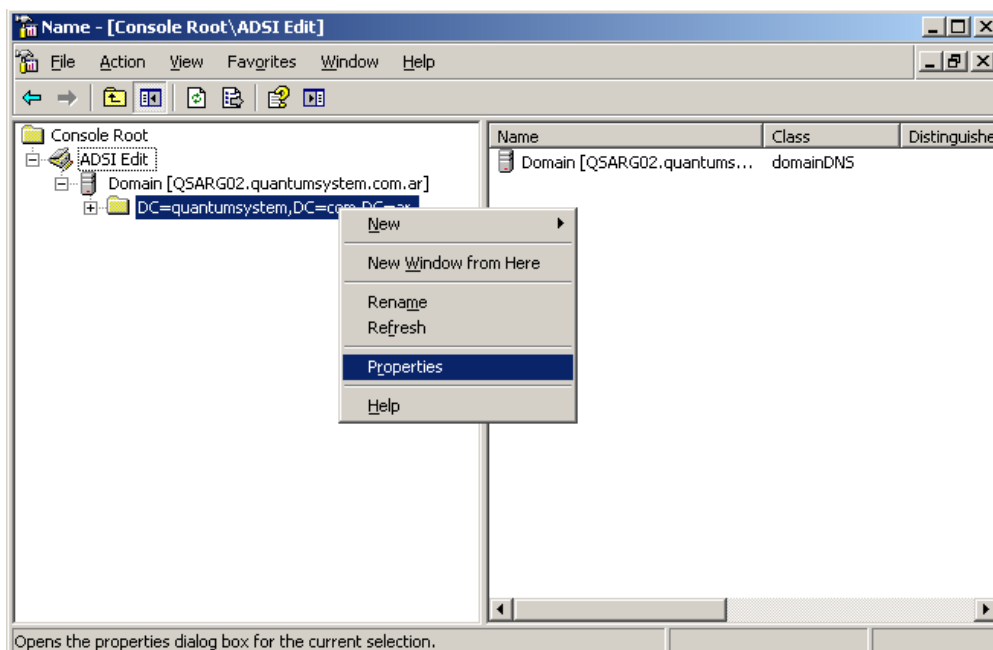 Name - [Console Root\ADSI Edit]
File Action View Favorites Window Help
Console Root
ADSI Edit
Domain [QSARG02.quantumsystem.com.ar]
DC=quantumsystem,DC=com,DC=ar
Name Class Distinguishe
Domain [QSARG02.quantums... domainDNS
New
New Window from Here
Rename
Refresh
Properties
Help
Opens the properties dialog box for the current selection.